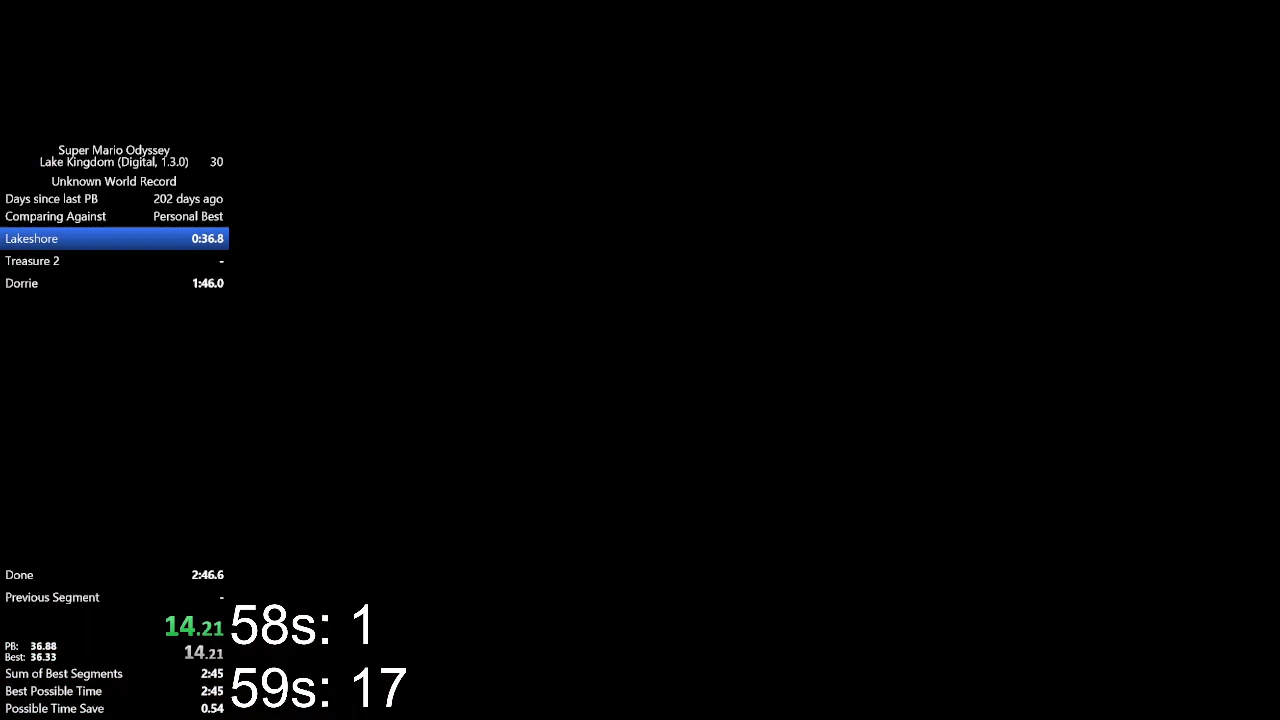 Super Mario Odyssey
Lake Kingdom (Digital, 1.3.0) 30
Unknown World Record
Days since last PB 202 days ago
Comparing Against Personal Best
Lakeshore 0:36.8
Treasure 2 -
Dorrie 1:46.0
Done 2:46.6
Previous Segment -
14.21
58s: 1
PB: 36.88
Best: 36.33
14.21
Sum of Best Segments 2:45
Best Possible Time 2:45
59s: 17
Possible Time Save 0.54